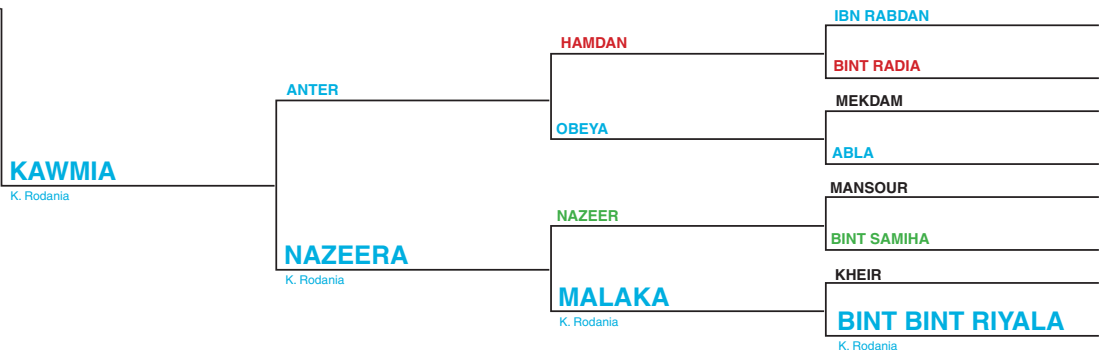 IBN RABDAN
HAMDAN
BINT RADIA
ANTER
MEKDAM
OBEYA
ABLA
KAWMIA
K. Rodania
MANSOUR
NAZEER
BINT SAMIHA
NAZEERA
K. Rodania
KHEIR
MALAKA
K. Rodania
BINT BINT RIYALA
K. Rodania